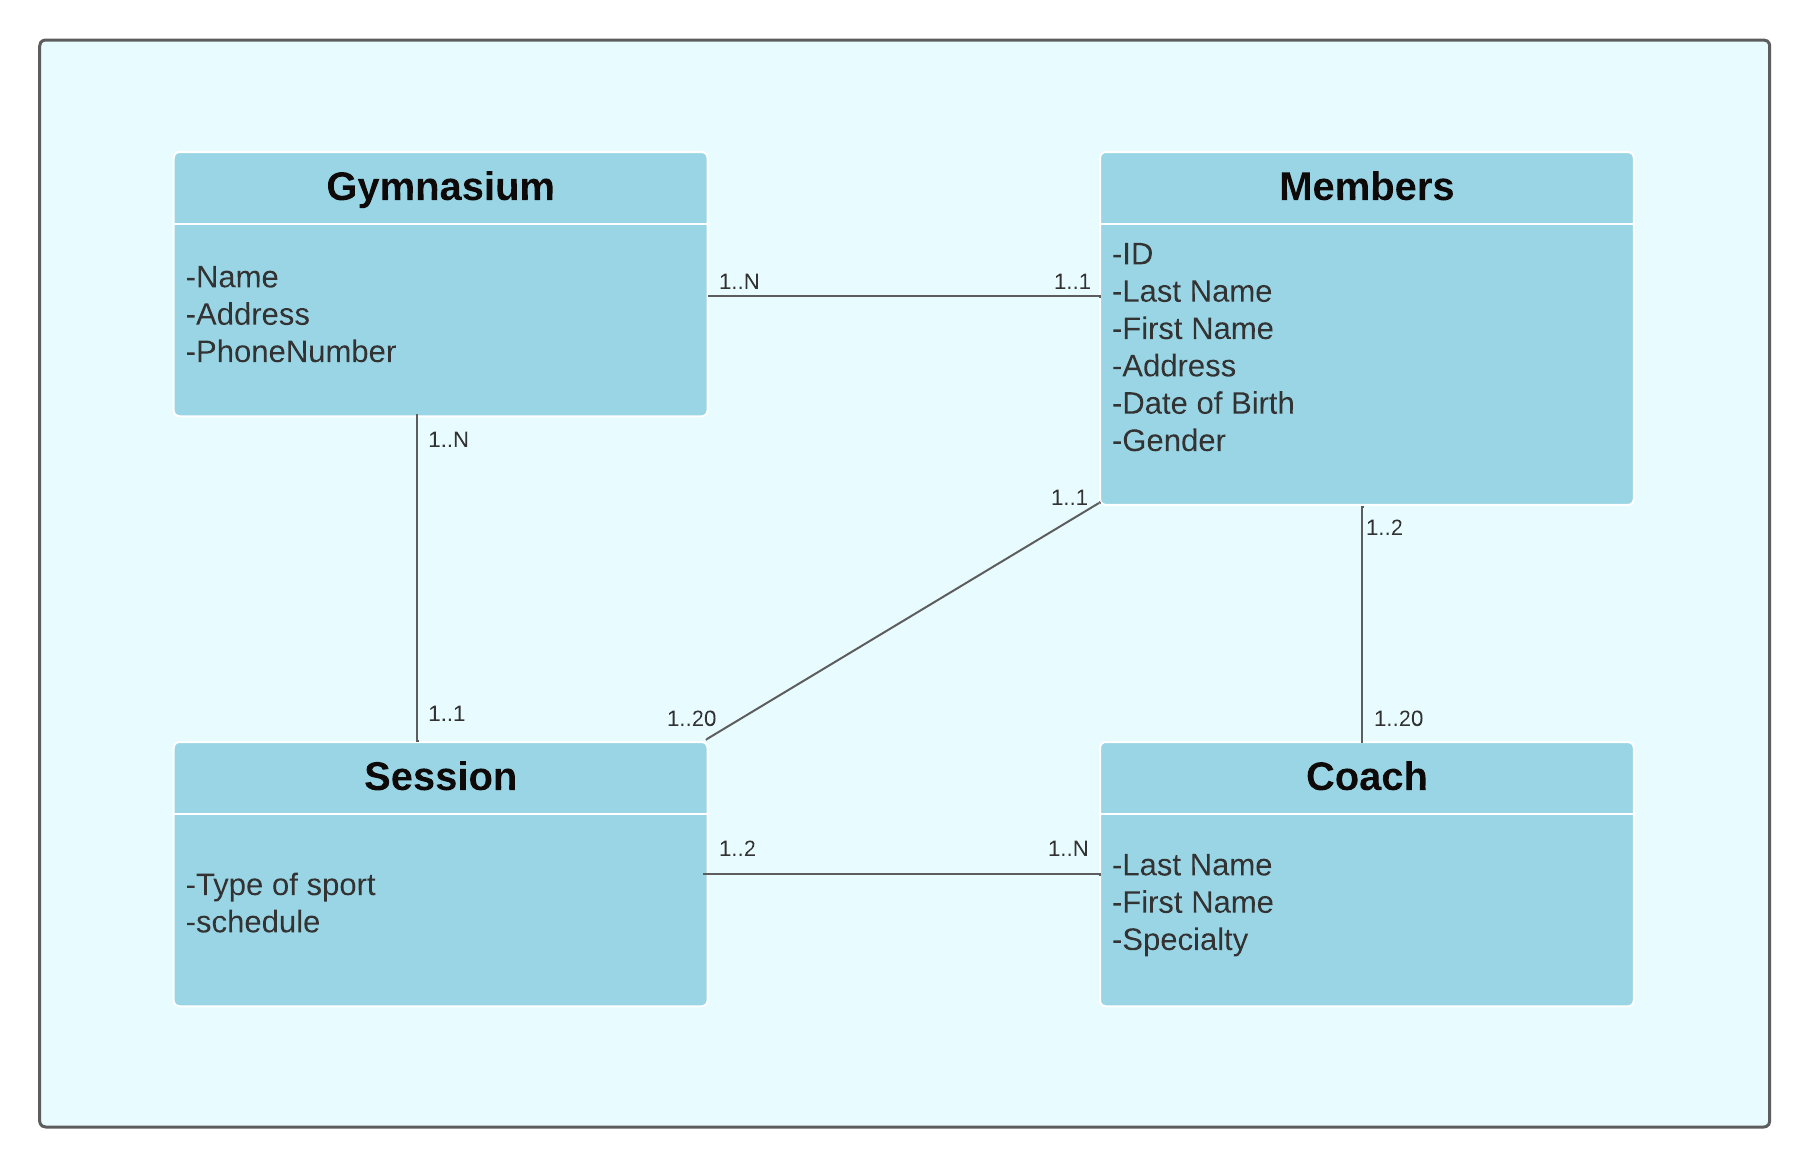 Gymnasium
-Name
-Address
-PhoneNumber
Members
-ID
-Last Name
-First Name
-Address
-Date of Birth
-Gender
1..N
1..1
1..N
1..1
1..2
1..1
1..20
1..20
Session
-Type of sport
-schedule
1..2
1..N
Coach
-Last Name
-First Name
-Specialty